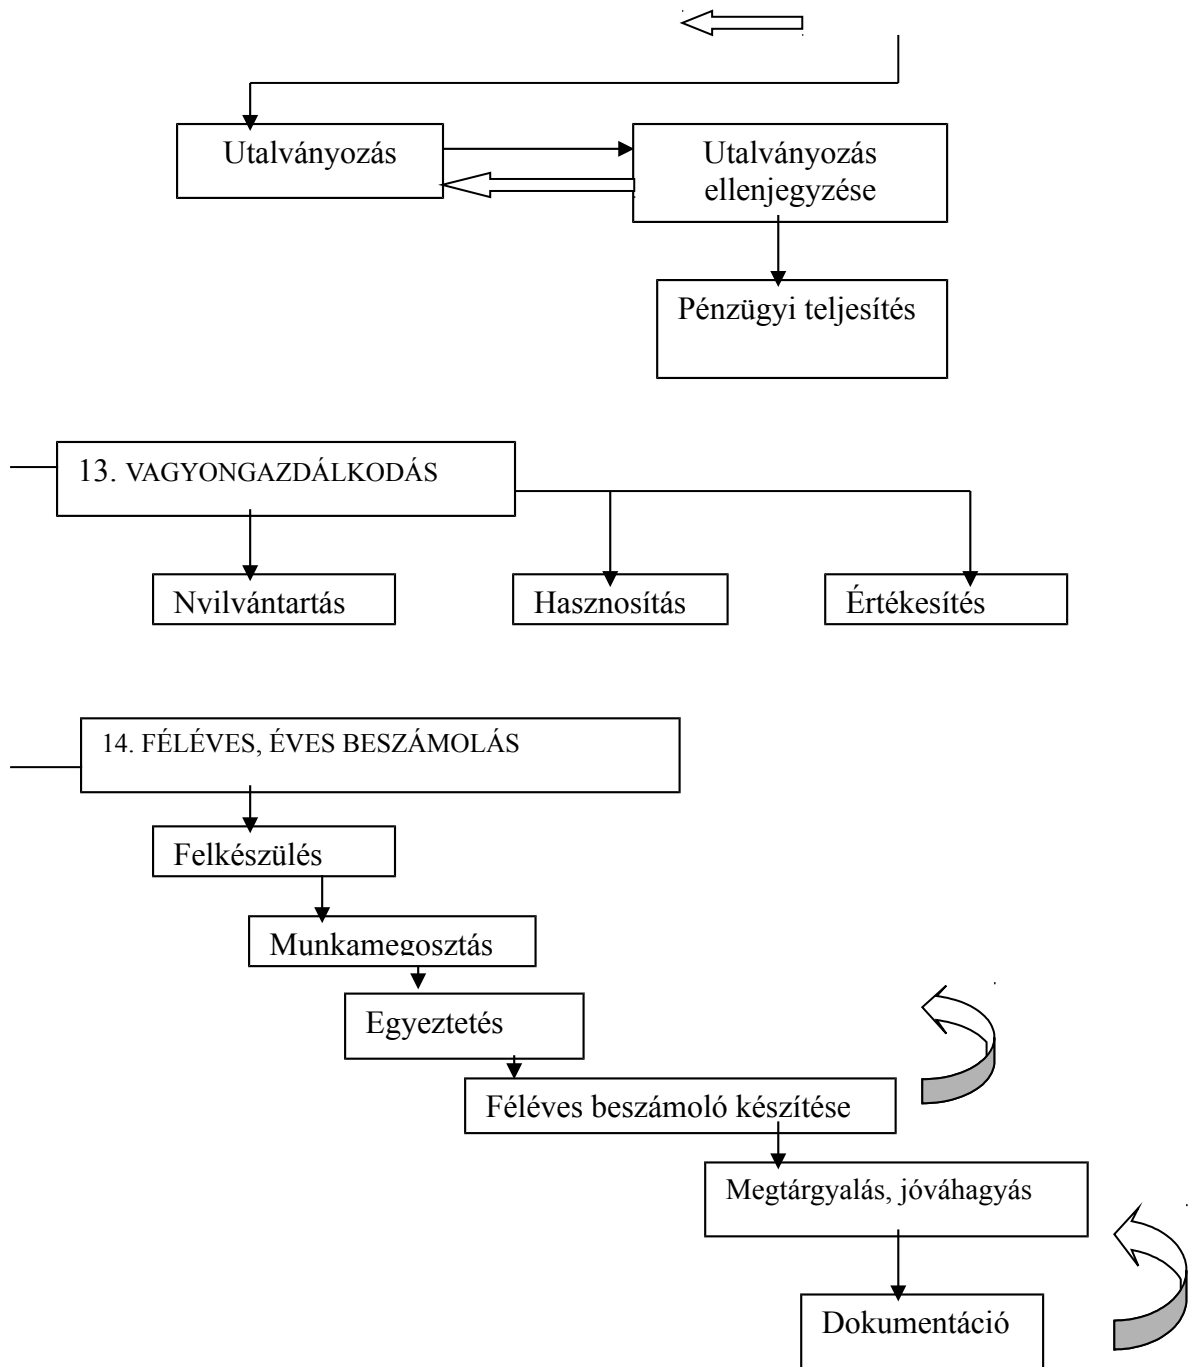 Utalványozás
Utalványozás
ellenjegyzése
Pénzügyi teljesítés
13. VAGYONGAZDÁLKODÁS
Nyilvántartás
Hasznosítás
Értékesítés
14. FÉLÉVES, ÉVES BESZÁMOLÁS
Felkészülés
Munkamegosztás
Egyeztetés
Féléves beszámoló készítése
Megtárgyalás, jóváhagyás
Dokumentáció